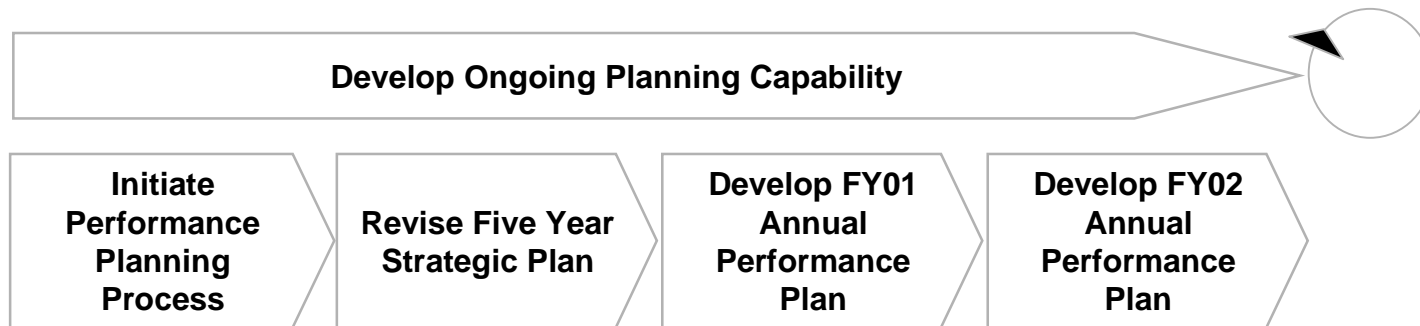 Develop Ongoing Planning Capability
Initiate
Performance
Planning
Process
Revise Five Year
Strategic Plan
Develop FY01
Annual
Performance
Plan
Develop FY02
Annual
Performance
Plan